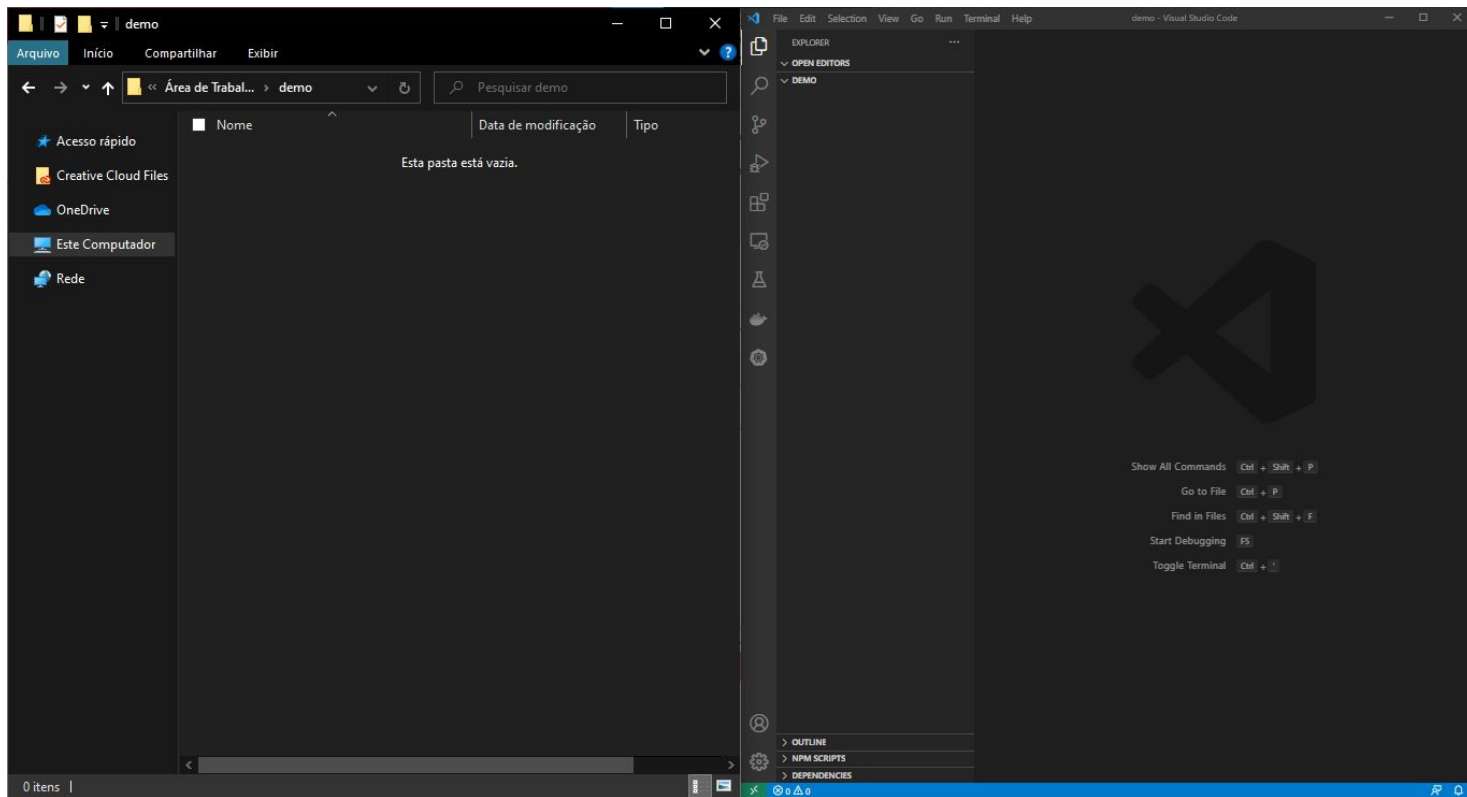 demo
Arquivo Início Compartilhar Exibir
« Área de Trabal... › demo
Pesquisar demo
Nome Data de modificação Tipo
Esta pasta está vazia.
Acesso rápido
Creative Cloud Files
OneDrive
Este Computador
Rede
0 itens
File Edit Selection View Go Run Terminal Help
demo - Visual Studio Code
EXPLORER
OPEN EDITORS
DEMO
Show All Commands Ctrl + Shift + P
Go to File Ctrl + P
Find in Files Ctrl + Shift + F
Start Debugging F5
Toggle Terminal Ctrl + '
OUTLINE
NPM SCRIPTS
DEPENDENCIES
0 0